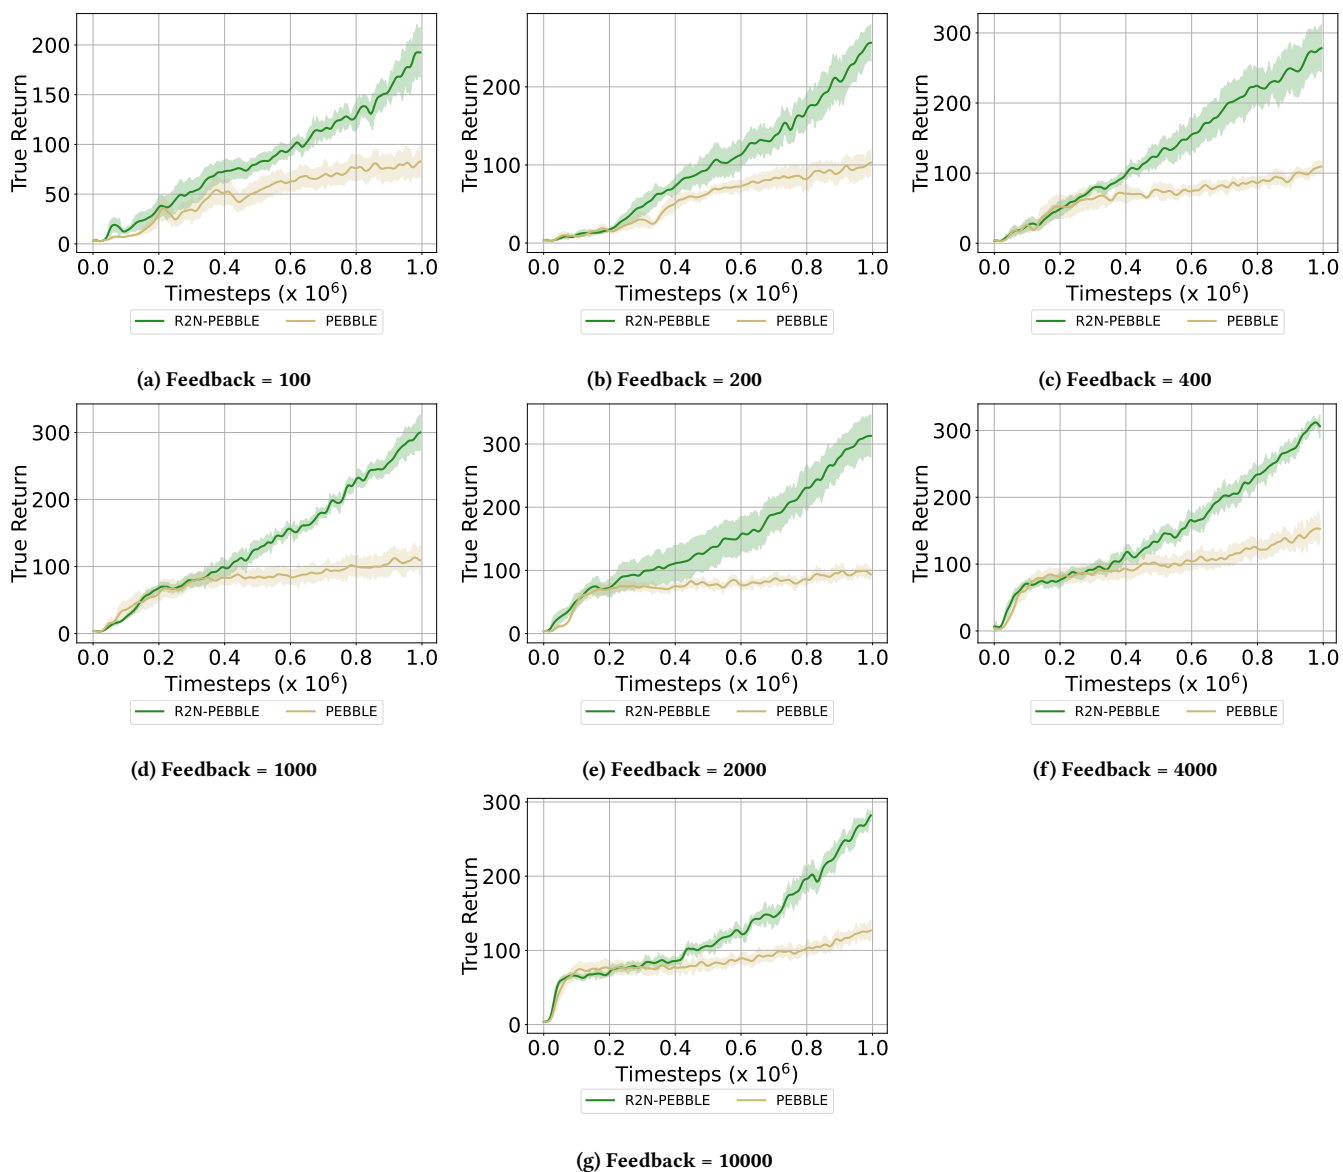 200
150
100
50
0
True Return
0.0 0.2 0.4 0.6 0.8 1.0
Timesteps (x 10^6)
R2N-PEBBLE PEBBLE
(a) Feedback = 100
200
100
0
True Return
0.0 0.2 0.4 0.6 0.8 1.0
Timesteps (x 10^6)
R2N-PEBBLE PEBBLE
(b) Feedback = 200
300
200
100
0
True Return
0.0 0.2 0.4 0.6 0.8 1.0
Timesteps (x 10^6)
R2N-PEBBLE PEBBLE
(c) Feedback = 400
300
200
100
0
True Return
0.0 0.2 0.4 0.6 0.8 1.0
Timesteps (x 10^6)
R2N-PEBBLE PEBBLE
(d) Feedback = 1000
300
200
100
0
True Return
0.0 0.2 0.4 0.6 0.8 1.0
Timesteps (x 10^6)
R2N-PEBBLE PEBBLE
(e) Feedback = 2000
300
200
100
0
True Return
0.0 0.2 0.4 0.6 0.8 1.0
Timesteps (x 10^6)
R2N-PEBBLE PEBBLE
(f) Feedback = 4000
300
200
100
0
True Return
0.0 0.2 0.4 0.6 0.8 1.0
Timesteps (x 10^6)
R2N-PEBBLE PEBBLE
(g) Feedback = 10000